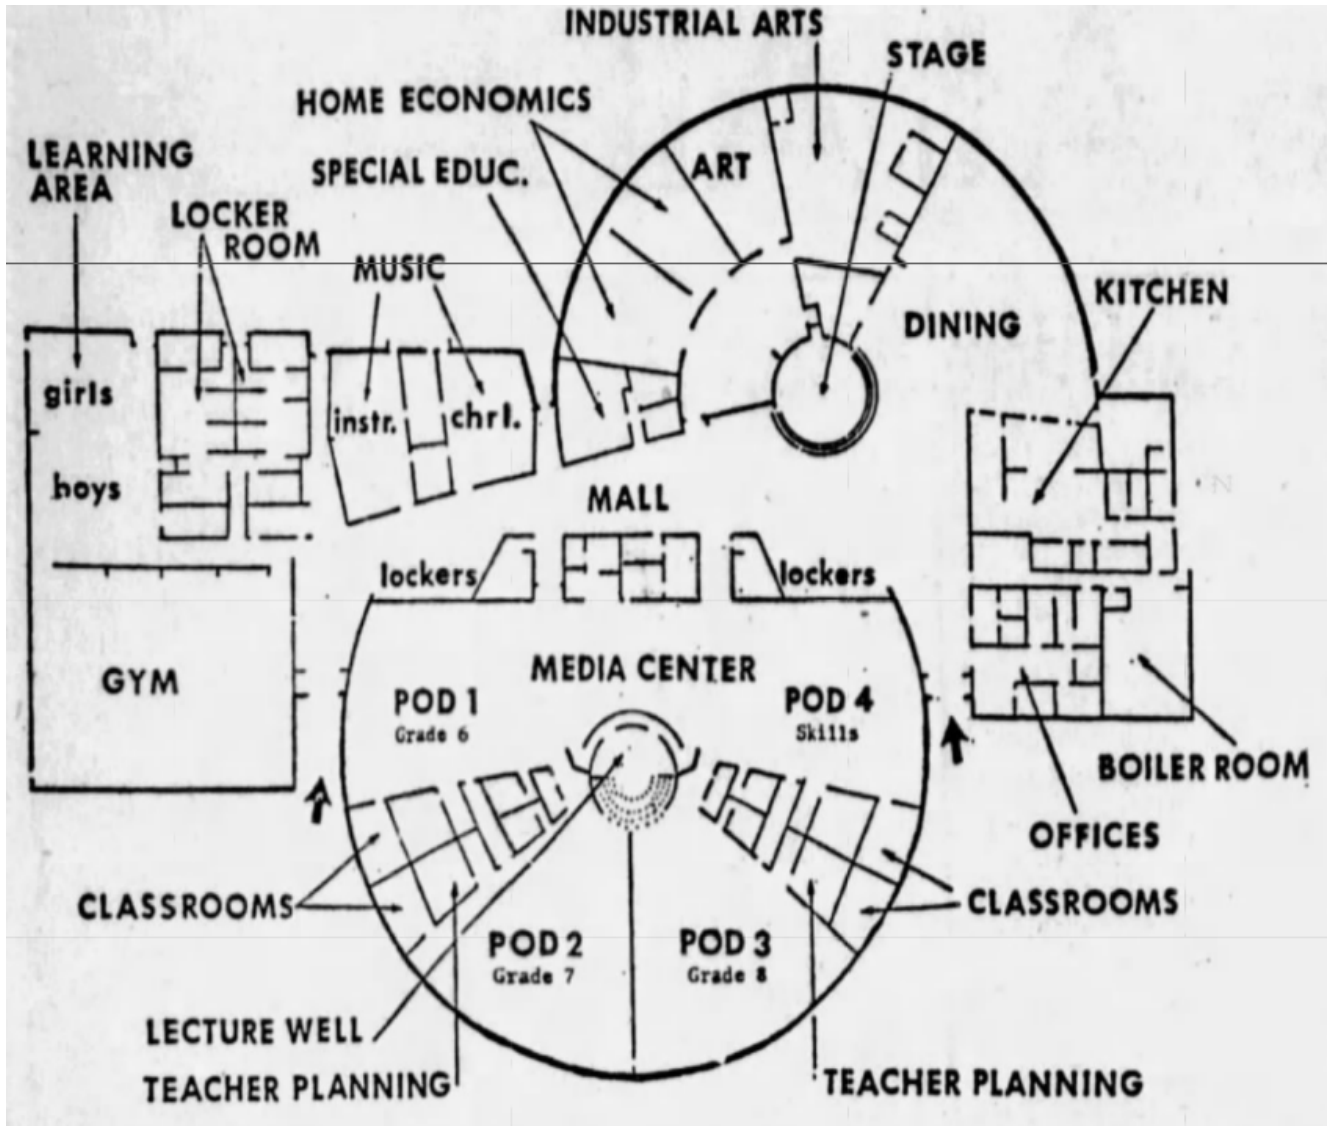 INDUSTRIAL ARTS
STAGE
HOME ECONOMICS
LEARNING
AREA
SPECIAL EDUC.
ART
LOCKER
ROOM
MUSIC
KITCHEN
DINING
girls
instr.
chrl.
boys
MALL
lockers
lockers
MEDIA CENTER
GYM
POD 1
Grade 6
POD 4
Skills
BOILER ROOM
OFFICES
CLASSROOMS
CLASSROOMS
POD 2
Grade 7
POD 3
Grade 8
LECTURE WELL
TEACHER PLANNING
TEACHER PLANNING